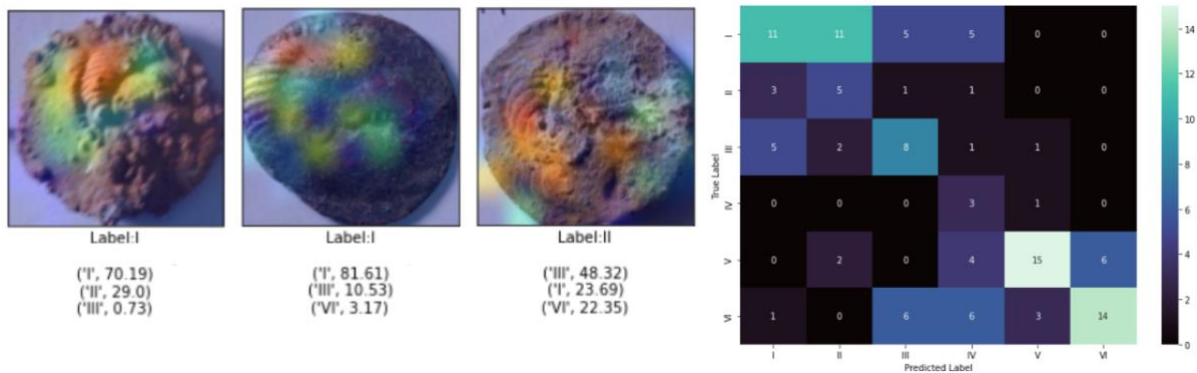 Label:I
('I', 70.19)
('II', 29.0)
('III', 0.73)
Label:I
('I', 81.61)
('III', 10.53)
('VI', 3.17)
Label:II
('III', 48.32)
('I', 23.69)
('VI', 22.35)
True Label
I 11 11 5 5 0 0
II 3 5 1 1 0 0
III 5 2 8 1 1 0
IV 0 0 0 3 1 0
V 0 2 0 4 15 6
VI 1 0 6 6 3 14
I II III IV V VI
Predicted Label
14
12
10
8
6
4
2
0